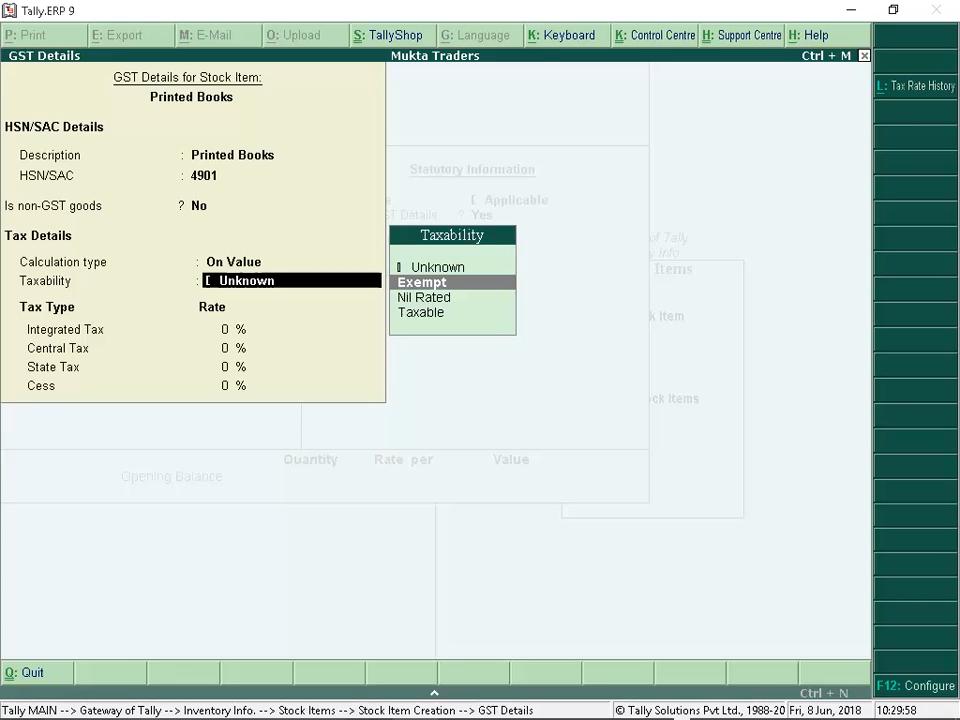 Tally.ERP 9
P: Print
E: Export
M: E-Mail
O: Upload
S: TallyShop
G: Language
K: Keyboard
K: Control Centre
H: Support Centre
H: Help
GST Details
Mukta Traders
Ctrl + M
GST Details for Stock Item:
Printed Books
L: Tax Rate History
HSN/SAC Details
Description : Printed Books
HSN/SAC : 4901
Is non-GST goods ? No
Tax Details
Calculation type : On Value
Taxability : Unknown
Tax Type Rate
Integrated Tax 0 %
Central Tax 0 %
State Tax 0 %
Cess 0 %
Statutory Information
Applicable
ST Details ? Yes
Taxability
Unknown
Exempt
Nil Rated
Taxable
of Tally
Items
Quantity Rate per Value
Opening Balance
Q: Quit
Ctrl + N
F12: Configure
Tally MAIN --> Gateway of Tally --> Inventory Info. --> Stock Items --> Stock Item Creation --> GST Details
© Tally Solutions Pvt Ltd., 1988-20
Fri, 8 Jun, 2018
10:29:58